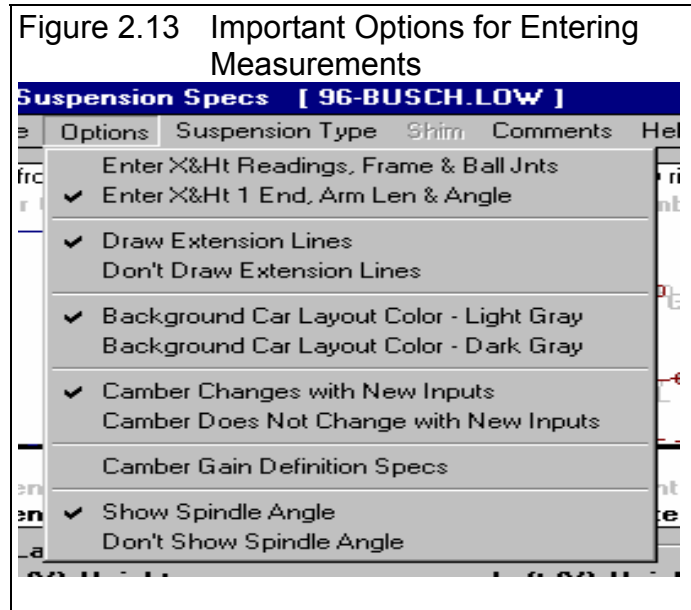 Figure 2.13 Important Options for Entering
Measurements
Suspension Specs [ 96-BUSCH.LOW ]
Options Suspension Type Shim Comments Hel
Enter X&Ht Readings, Frame & Ball Jnts
✔ Enter X&Ht 1 End, Arm Len & Angle
✔ Draw Extension Lines
Don't Draw Extension Lines
✔ Background Car Layout Color - Light Gray
Background Car Layout Color - Dark Gray
✔ Camber Changes with New Inputs
Camber Does Not Change with New Inputs
Camber Gain Definition Specs
✔ Show Spindle Angle
Don't Show Spindle Angle